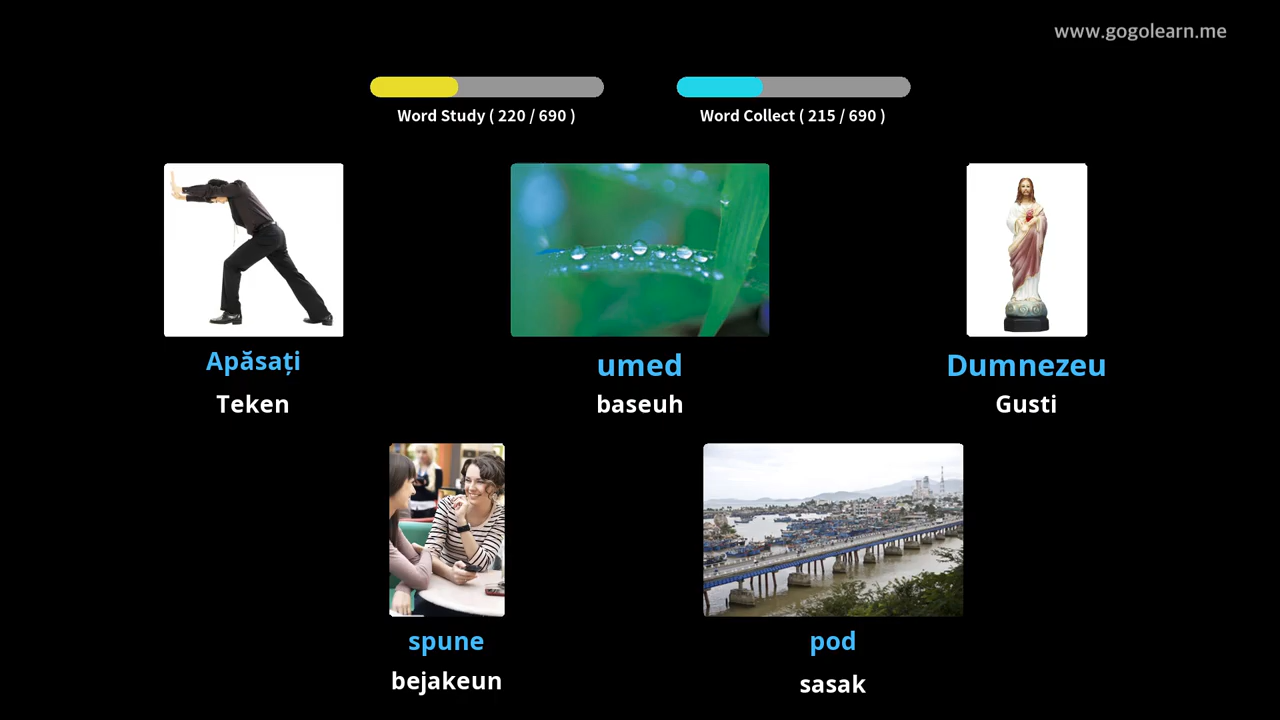 www.gogolearn.me
Word Study ( 220 / 690 )
Word Collect ( 215 / 690 )
Apăsați
Teken
umed
baseuh
Dumnezeu
Gusti
spune
bejakeun
pod
sasak